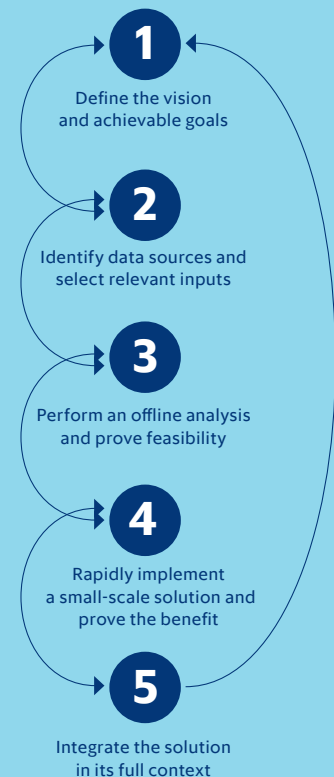 1
Define the vision
and achievable goals
2
Identify data sources and
select relevant inputs
3
Perform an offline analysis
and prove feasibility
4
Rapidly implement
a small-scale solution and
prove the benefit
5
Integrate the solution
in its full context